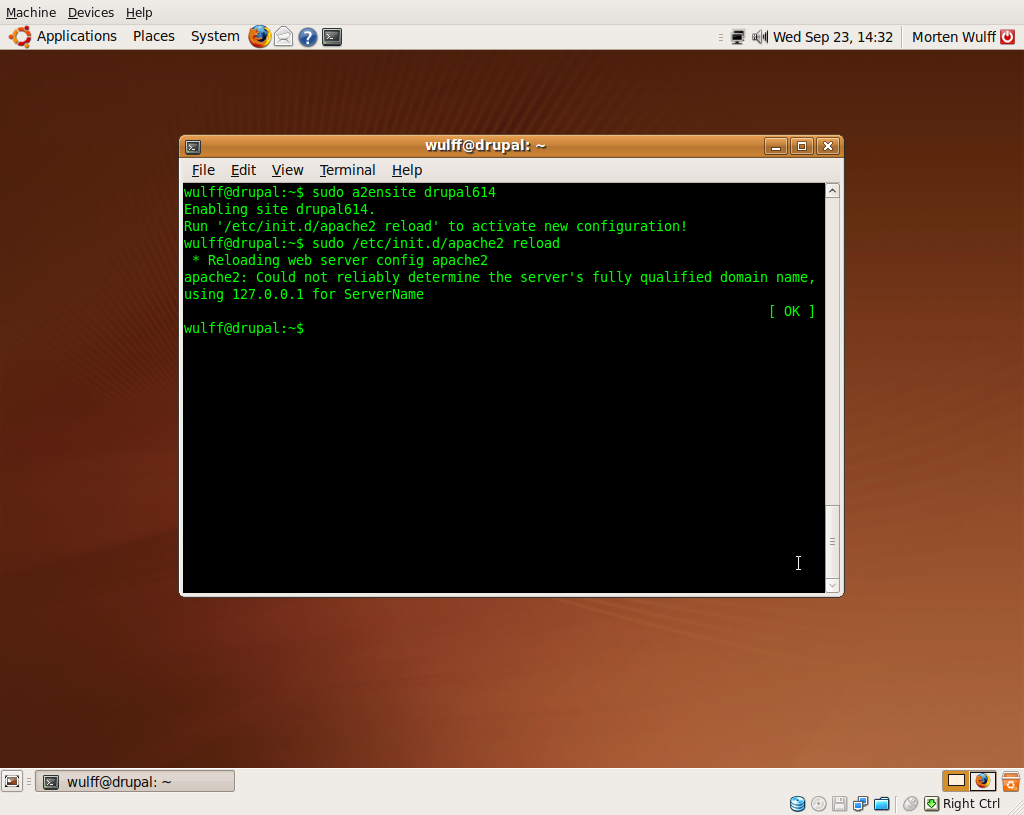 Machine Devices Help
Applications Places System Wed Sep 23, 14:32 Morten Wulff
wulff@drupal: ~
File Edit View Terminal Help
wulff@drupal:~$ sudo a2ensite drupal614
Enabling site drupal614.
Run '/etc/init.d/apache2 reload' to activate new configuration!
wulff@drupal:~$ sudo /etc/init.d/apache2 reload
 * Reloading web server config apache2
apache2: Could not reliably determine the server's fully qualified domain name,
using 127.0.0.1 for ServerName
[ OK ]
wulff@drupal:~$
wulff@drupal: ~
Right Ctrl